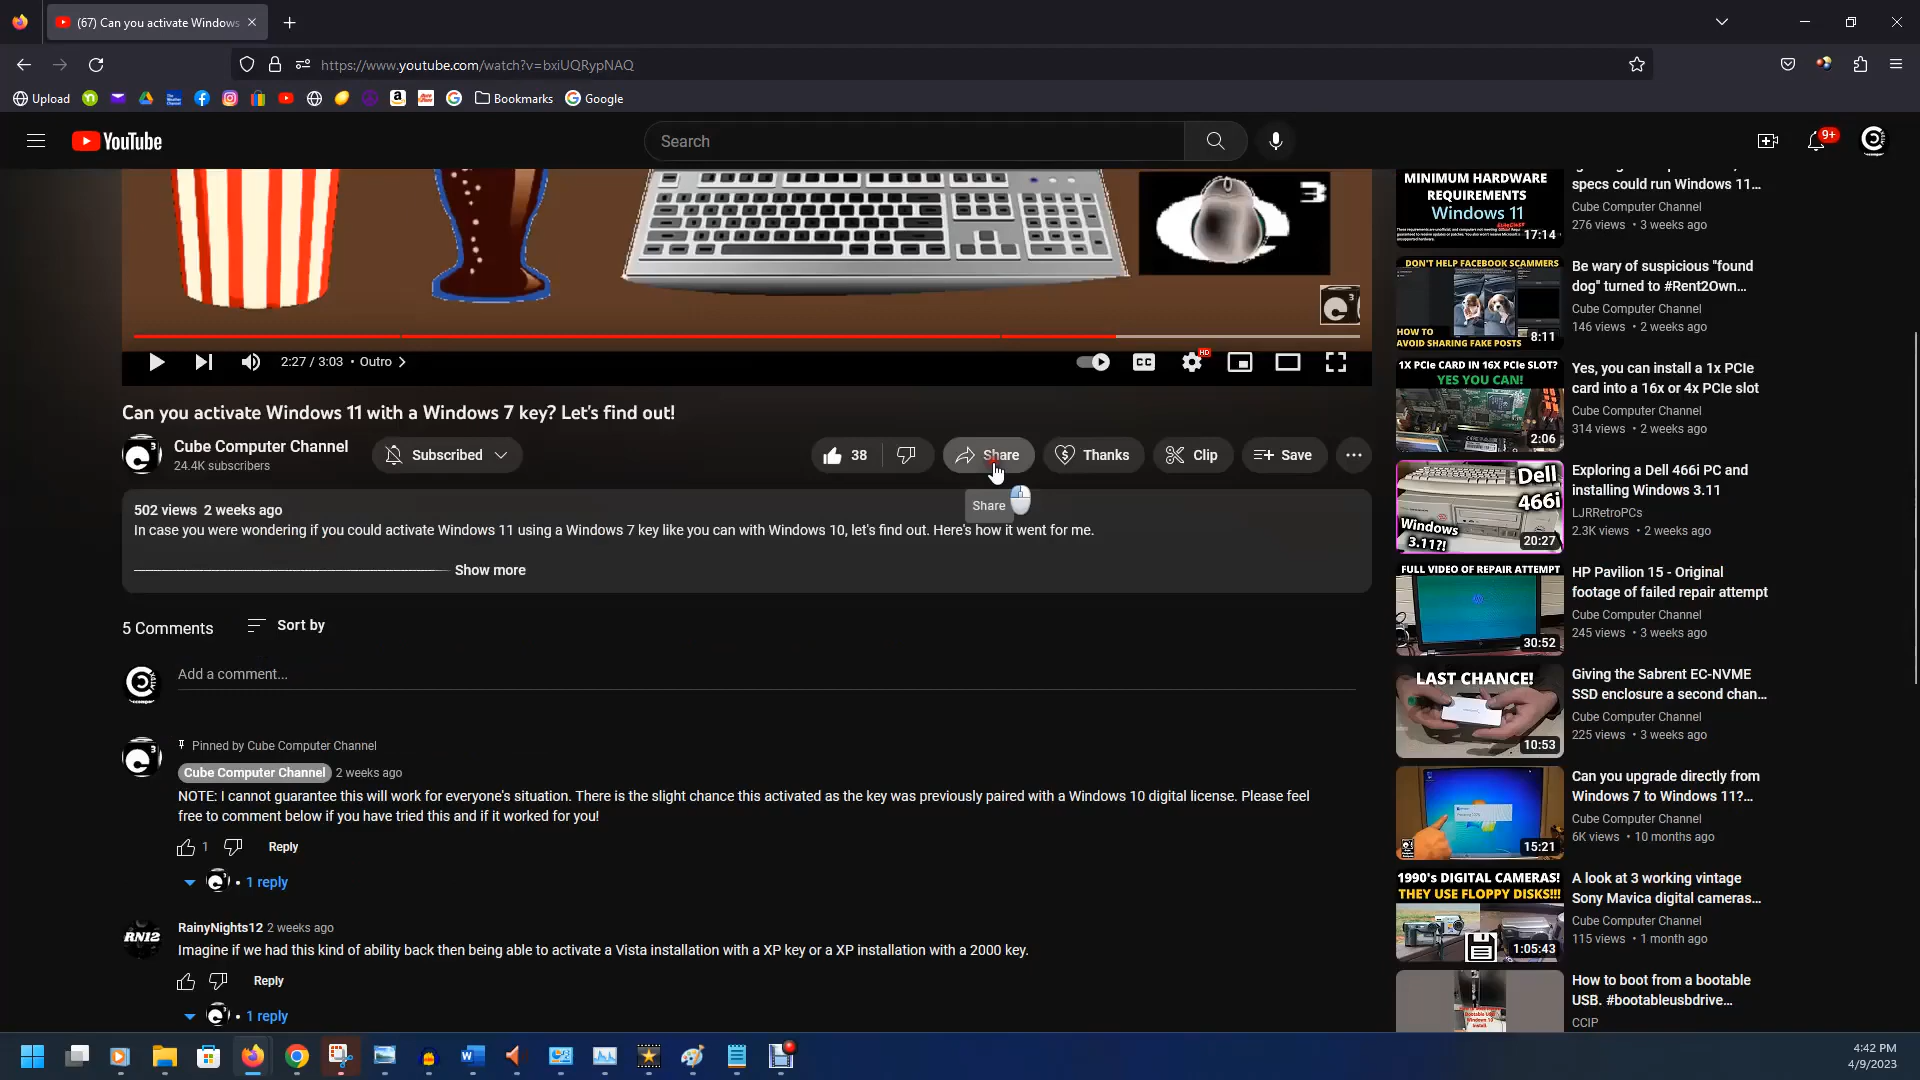 (67) Can you activate Windows
https://www.youtube.com/watch?v=bxiUQRypNAQ
Upload
Bookmarks
Google
YouTube
Search
9+
3
2:27 / 3:03 • Outro
CC
HD
Can you activate Windows 11 with a Windows 7 key? Let's find out!
Cube Computer Channel
24.4K subscribers
Subscribed
38
Share
Thanks
Clip
Save
Share
502 views 2 weeks ago
In case you were wondering if you could activate Windows 11 using a Windows 7 key like you can with Windows 10, let's find out. Here's how it went for me.
Show more
5 Comments
Sort by
Add a comment...
Pinned by Cube Computer Channel
Cube Computer Channel 2 weeks ago
NOTE: I cannot guarantee this will work for everyone's situation. There is the slight chance this activated as the key was previously paired with a Windows 10 digital license. Please feel
free to comment below if you have tried this and if it worked for you!
1
Reply
• 1 reply
RN12
RainyNights12 2 weeks ago
Imagine if we had this kind of ability back then being able to activate a Vista installation with a XP key or a XP installation with a 2000 key.
Reply
• 1 reply
MINIMUM HARDWARE
REQUIREMENTS
Windows 11
17:14
specs could run Windows 11...
Cube Computer Channel
276 views • 3 weeks ago
DON'T HELP FACEBOOK SCAMMERS
HOW TO
AVOID SHARING FAKE POSTS
8:11
Be wary of suspicious "found
dog" turned to #Rent2Own...
Cube Computer Channel
146 views • 2 weeks ago
1X PCIe CARD IN 16X PCIe SLOT?
YES YOU CAN!
2:06
Yes, you can install a 1x PCIe
card into a 16x or 4x PCIe slot
Cube Computer Channel
314 views • 2 weeks ago
Dell
466i
Windows
3.11?!
20:27
Exploring a Dell 466i PC and
installing Windows 3.11
LJRRetroPCs
2.3K views • 2 weeks ago
FULL VIDEO OF REPAIR ATTEMPT
30:52
HP Pavilion 15 - Original
footage of failed repair attempt
Cube Computer Channel
245 views • 3 weeks ago
LAST CHANCE!
10:53
Giving the Sabrent EC-NVME
SSD enclosure a second chan...
Cube Computer Channel
225 views • 3 weeks ago
15:21
Can you upgrade directly from
Windows 7 to Windows 11?...
Cube Computer Channel
6K views • 10 months ago
1990's DIGITAL CAMERAS!
THEY USE FLOPPY DISKS!!!
1:05:43
A look at 3 working vintage
Sony Mavica digital cameras...
Cube Computer Channel
115 views • 1 month ago
How to boot from a bootable
USB. #bootableusbdrive...
CCIP
4:42 PM
4/9/2023